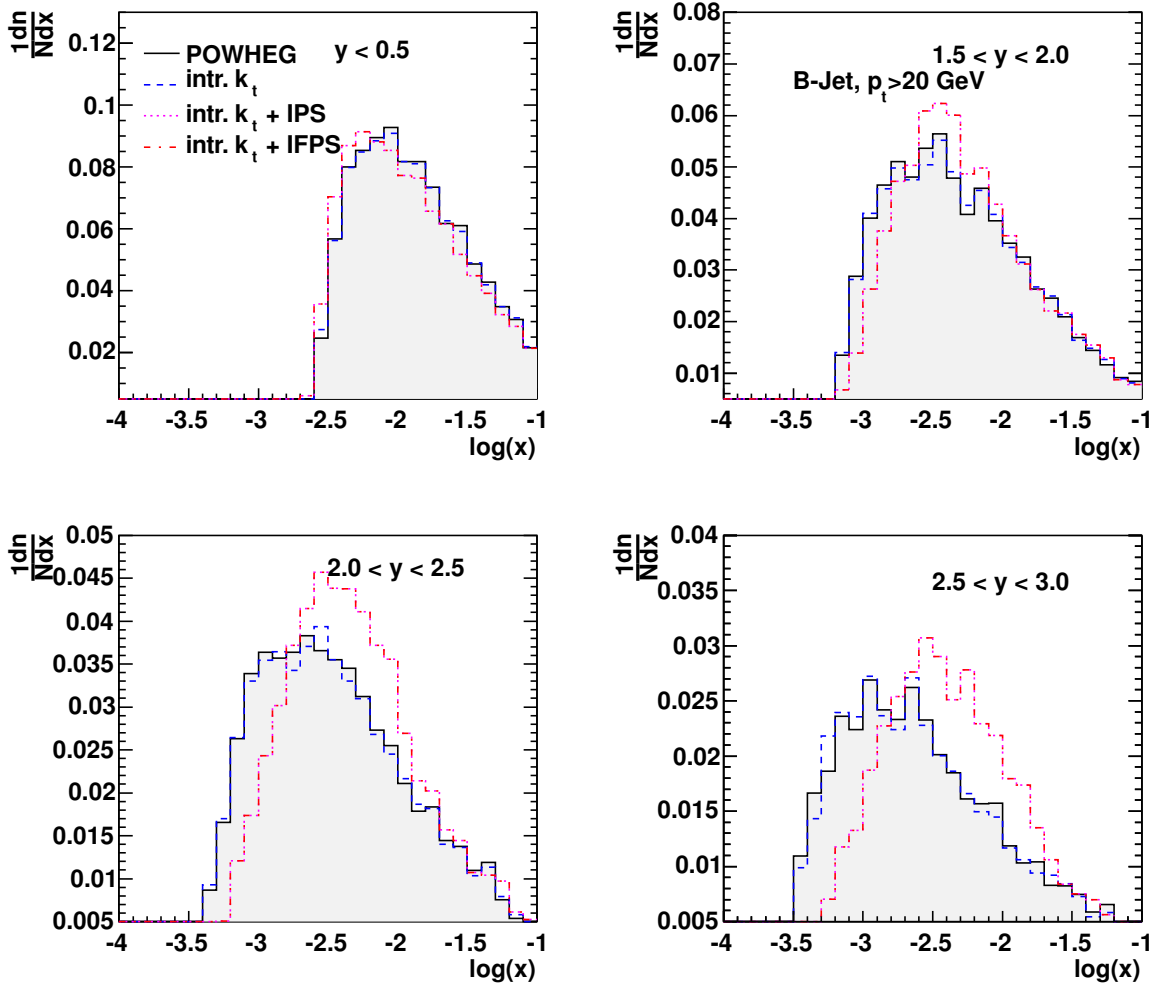 1dn
Ndx
0.12
0.1
0.08
0.06
0.04
0.02
POWHEG
intr. k t
intr. k t + IPS
intr. k t + IFPS
y < 0.5
-4 -3.5 -3 -2.5 -2 -1.5 -1
log(x)
1dn
Ndx
0.08
0.07
0.06
0.05
0.04
0.03
0.02
0.01
1.5 < y < 2.0
B-Jet, p t>20 GeV
-4 -3.5 -3 -2.5 -2 -1.5 -1
log(x)
1dn
Ndx
0.05
0.045
0.04
0.035
0.03
0.025
0.02
0.015
0.01
0.005
2.0 < y < 2.5
-4 -3.5 -3 -2.5 -2 -1.5 -1
log(x)
1dn
Ndx
0.04
0.035
0.03
0.025
0.02
0.015
0.01
0.005
2.5 < y < 3.0
-4 -3.5 -3 -2.5 -2 -1.5 -1
log(x)